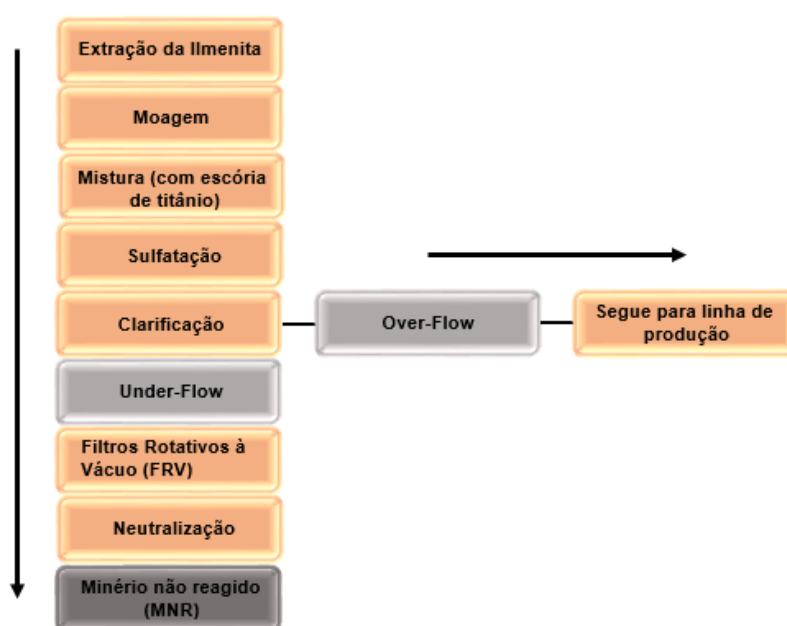 Extração da Ilmenita
Moagem
Mistura (com escória
de titânio)
Sulfatação
Clarificação
Over-Flow
Segue para linha de
produção
Under-Flow
Filtros Rotativos à
Vácuo (FRV)
Neutralização
Minério não reagido
(MNR)